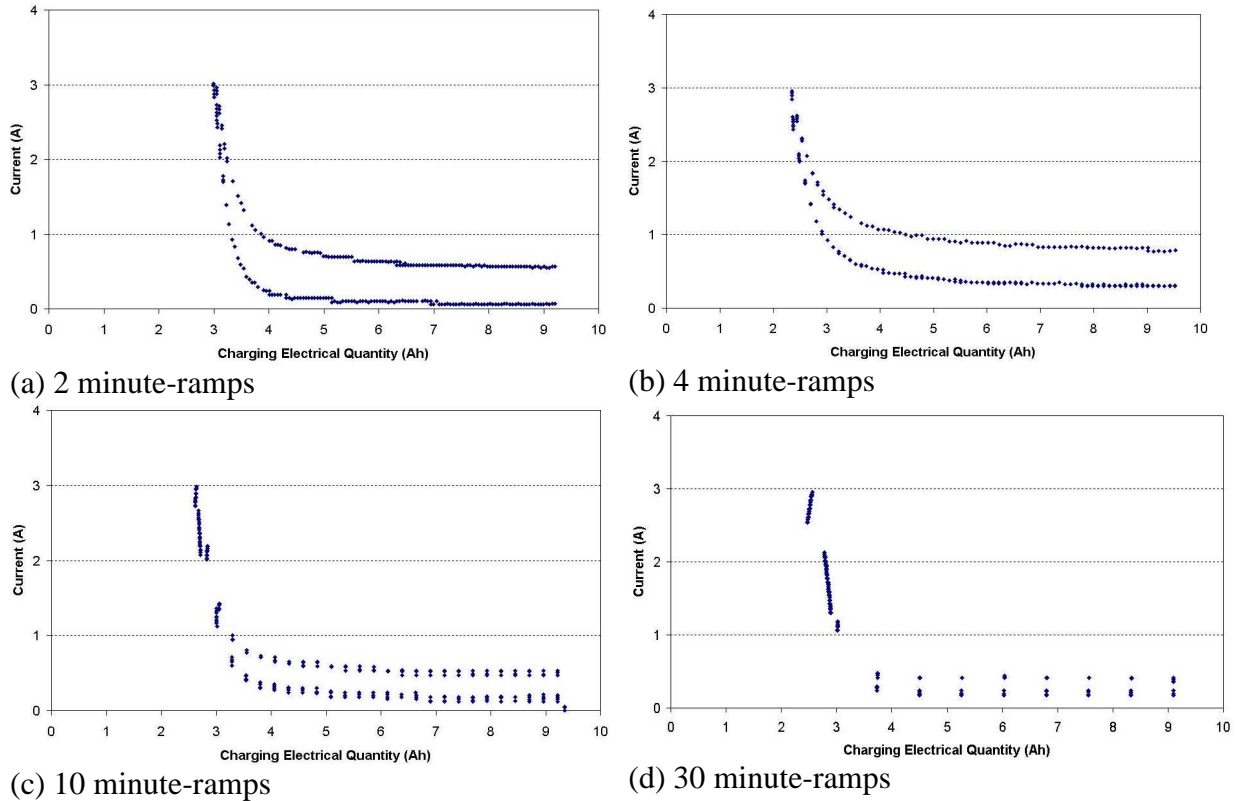 4
3
2
1
0
Current (A)
0 1 2 3 4 5 6 7 8 9 10
Charging Electrical Quantity (Ah)
(a) 2 minute-ramps
4
3
2
1
0
Current (A)
0 1 2 3 4 5 6 7 8 9 10
Charging Electrical Quantity (Ah)
(b) 4 minute-ramps
4
3
2
1
0
Current (A)
0 1 2 3 4 5 6 7 8 9 10
Charging Electrical Quantity (Ah)
(c) 10 minute-ramps
4
3
2
1
0
Current (A)
0 1 2 3 4 5 6 7 8 9 10
Charging Electrical Quantity (Ah)
(d) 30 minute-ramps